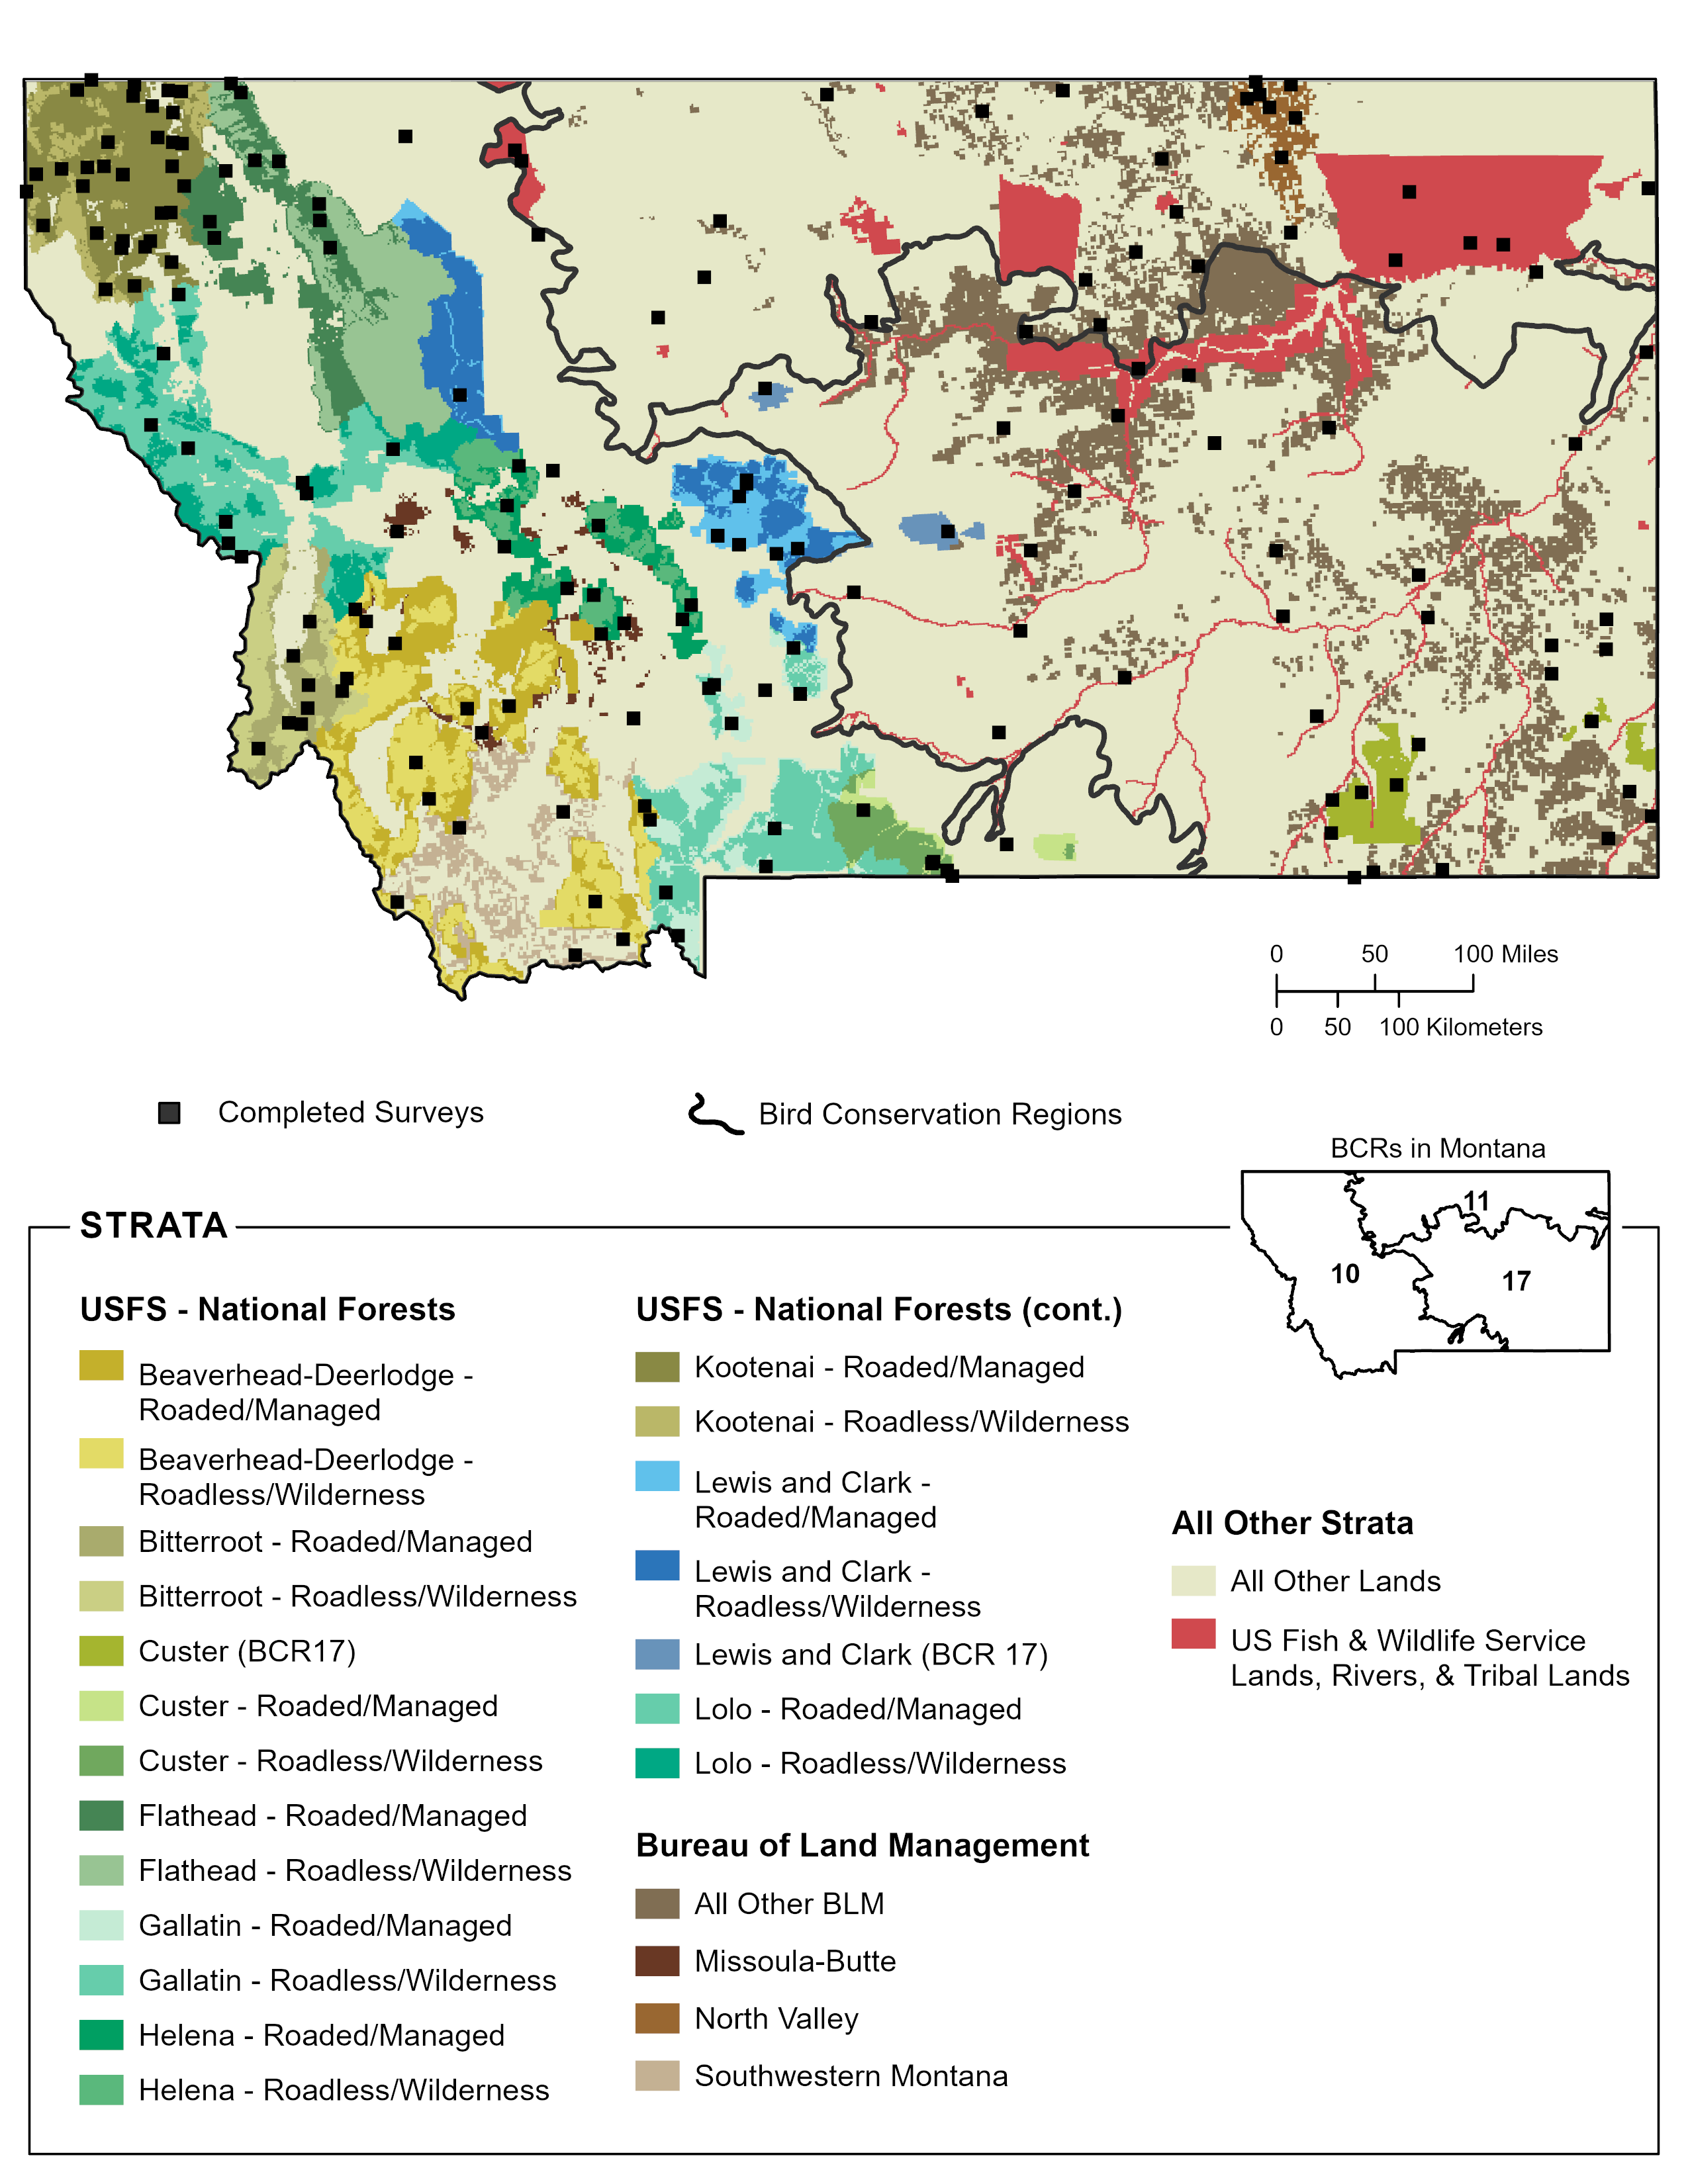 0 50 100 Miles
0 50 100 Kilometers
Completed Surveys
Bird Conservation Regions
BCRs in Montana
11
10
17
STRATA
USFS - National Forests
Beaverhead-Deerlodge -
Roaded/Managed
Beaverhead-Deerlodge -
Roadless/Wilderness
Bitterroot - Roaded/Managed
Bitterroot - Roadless/Wilderness
Custer (BCR17)
Custer - Roaded/Managed
Custer - Roadless/Wilderness
Flathead - Roaded/Managed
Flathead - Roadless/Wilderness
Gallatin - Roaded/Managed
Gallatin - Roadless/Wilderness
Helena - Roaded/Managed
Helena - Roadless/Wilderness
USFS - National Forests (cont.)
Kootenai - Roaded/Managed
Kootenai - Roadless/Wilderness
Lewis and Clark -
Roaded/Managed
Lewis and Clark -
Roadless/Wilderness
Lewis and Clark (BCR 17)
Lolo - Roaded/Managed
Lolo - Roadless/Wilderness
Bureau of Land Management
All Other BLM
Missoula-Butte
North Valley
Southwestern Montana
All Other Strata
All Other Lands
US Fish & Wildlife Service
Lands, Rivers, & Tribal Lands